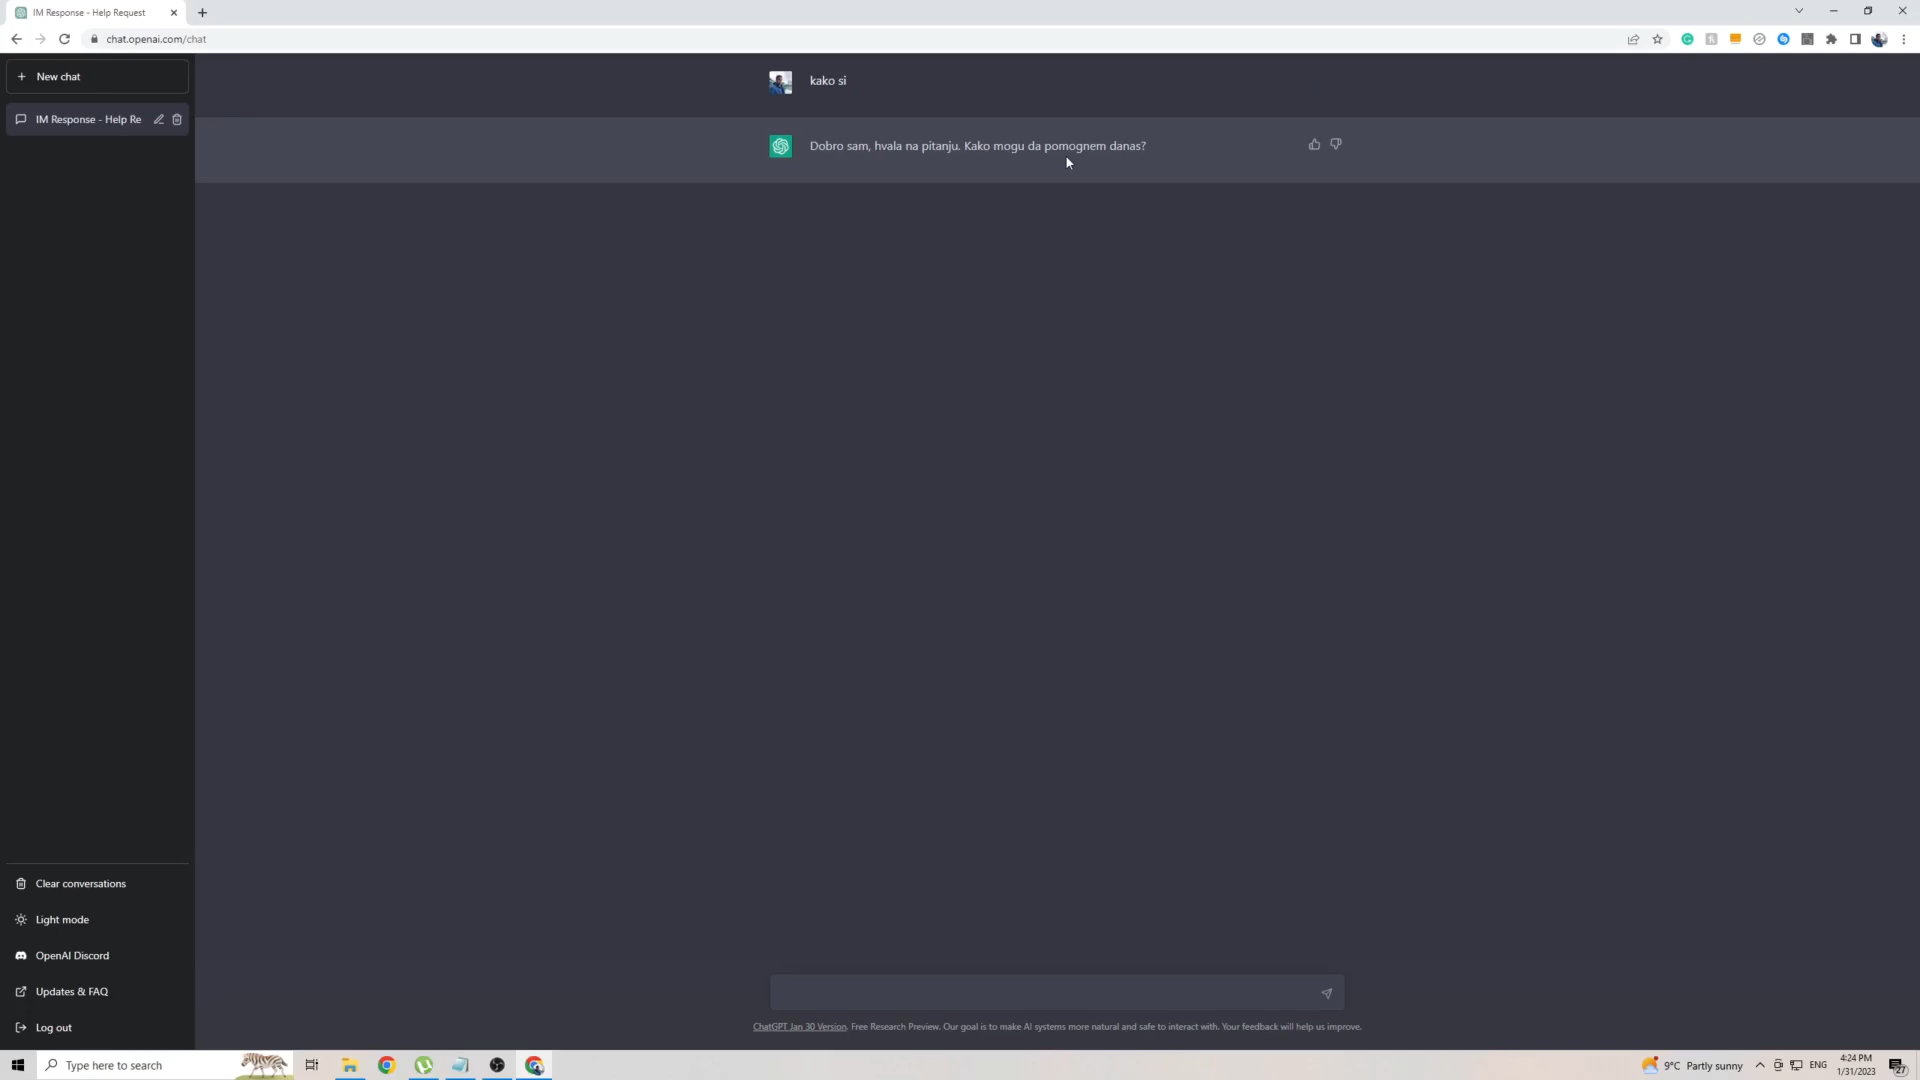 IM Response - Help Request
chat.openai.com/chat
New chat
IM Response - Help Re
kako si
Dobro sam, hvala na pitanju. Kako mogu da pomognem danas?
Clear conversations
Light mode
OpenAI Discord
Updates & FAQ
Log out
ChatGPT Jan 30 Version. Free Research Preview. Our goal is to make AI systems more natural and safe to interact with. Your feedback will help us improve.
Type here to search
9°C Partly sunny
ENG
4:24 PM
1/31/2023
27